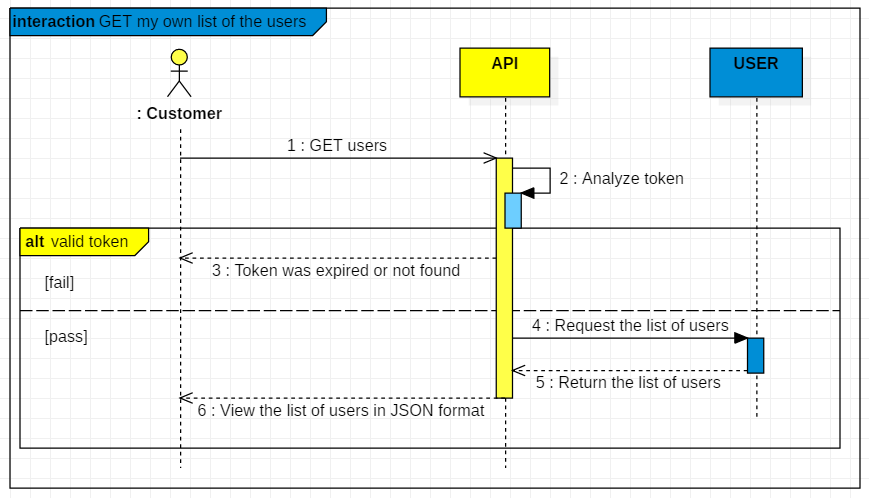 interaction GET my own list of the users
API
USER
: Customer
1 : GET users
2 : Analyze token
alt valid token
3 : Token was expired or not found
[fail]
4 : Request the list of users
[pass]
5 : Return the list of users
6 : View the list of users in JSON format